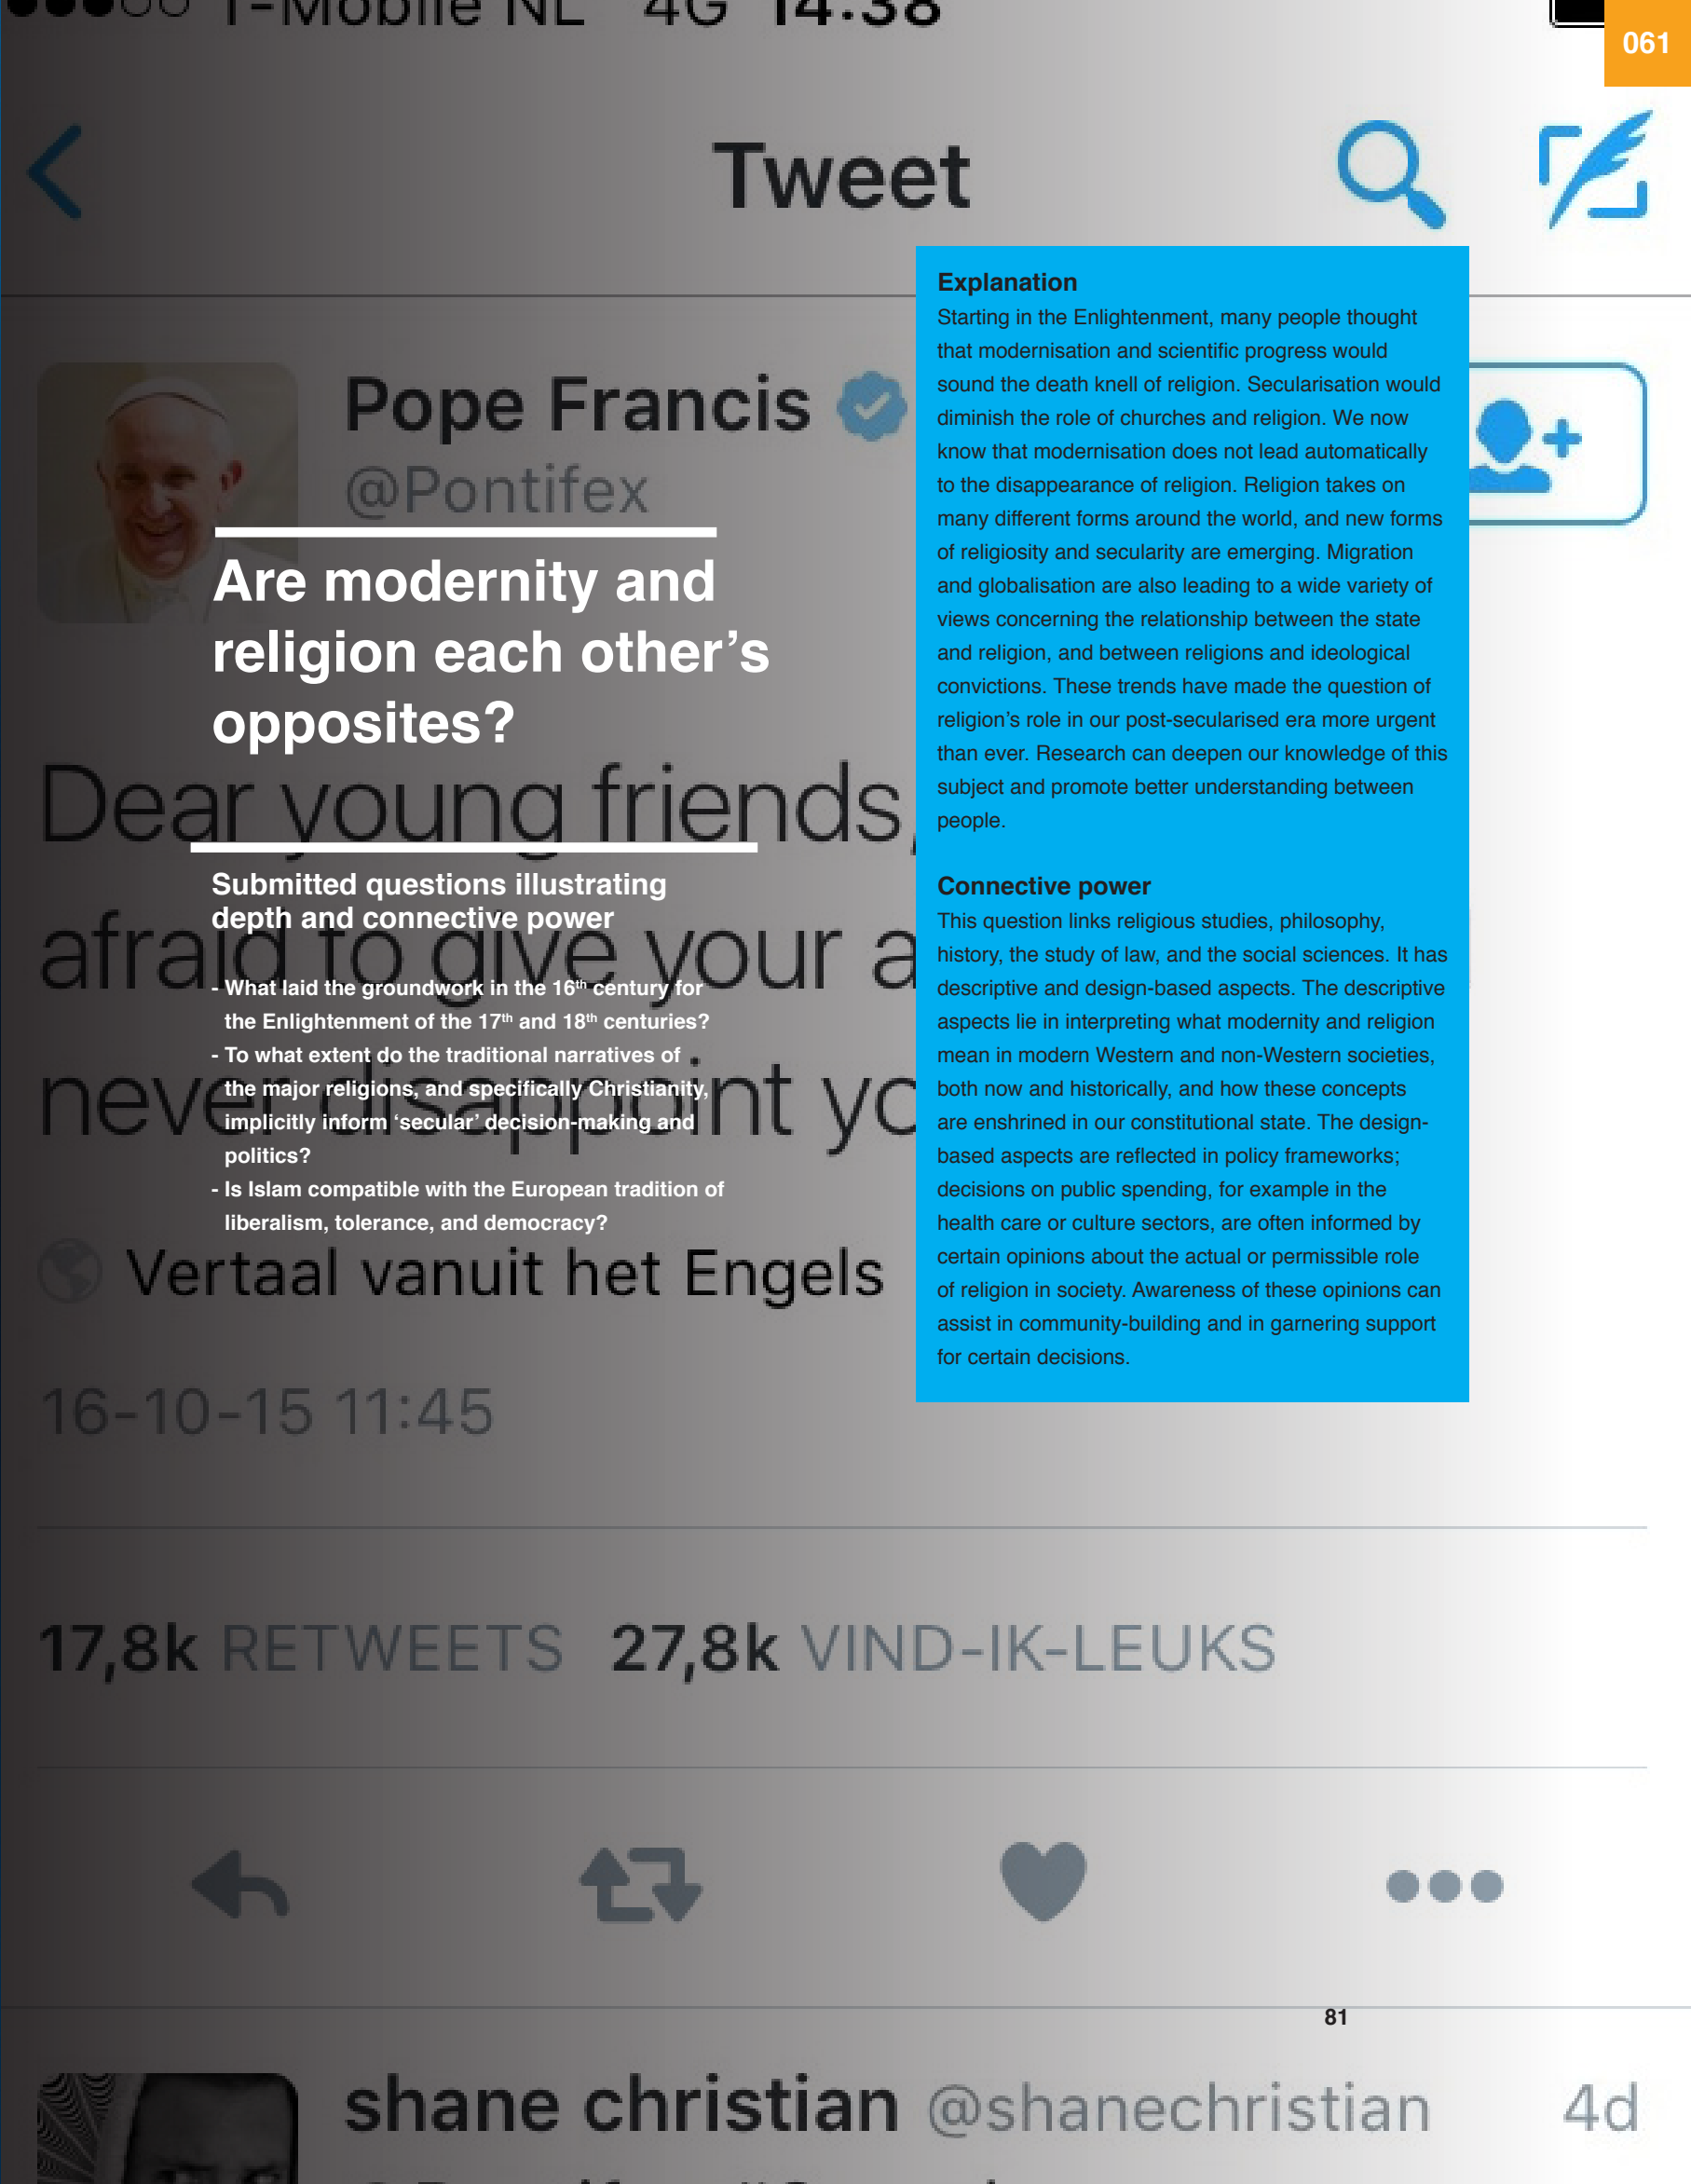 T-Mobile NL 4G 14:38
061
Tweet
Pope Francis
@Pontifex
Are modernity and
religion each other’s
opposites?
Dear young friends,
afraid to give your a
never disappoint yo
Submitted questions illustrating
depth and connective power
- What laid the groundwork in the 16th century for
the Enlightenment of the 17th and 18th centuries?
- To what extent do the traditional narratives of
the major religions, and specifically Christianity,
implicitly inform ‘secular’ decision-making and
politics?
- Is Islam compatible with the European tradition of
liberalism, tolerance, and democracy?
Vertaal vanuit het Engels
16-10-15 11:45
Explanation
Starting in the Enlightenment, many people thought
that modernisation and scientific progress would
sound the death knell of religion. Secularisation would
diminish the role of churches and religion. We now
know that modernisation does not lead automatically
to the disappearance of religion. Religion takes on
many different forms around the world, and new forms
of religiosity and secularity are emerging. Migration
and globalisation are also leading to a wide variety of
views concerning the relationship between the state
and religion, and between religions and ideological
convictions. These trends have made the question of
religion’s role in our post-secularised era more urgent
than ever. Research can deepen our knowledge of this
subject and promote better understanding between
people.
Connective power
This question links religious studies, philosophy,
history, the study of law, and the social sciences. It has
descriptive and design-based aspects. The descriptive
aspects lie in interpreting what modernity and religion
mean in modern Western and non-Western societies,
both now and historically, and how these concepts
are enshrined in our constitutional state. The design-
based aspects are reflected in policy frameworks;
decisions on public spending, for example in the
health care or culture sectors, are often informed by
certain opinions about the actual or permissible role
of religion in society. Awareness of these opinions can
assist in community-building and in garnering support
for certain decisions.
17,8k RETWEETS 27,8k VIND-IK-LEUKS
81
shane christian @shanechristian 4d